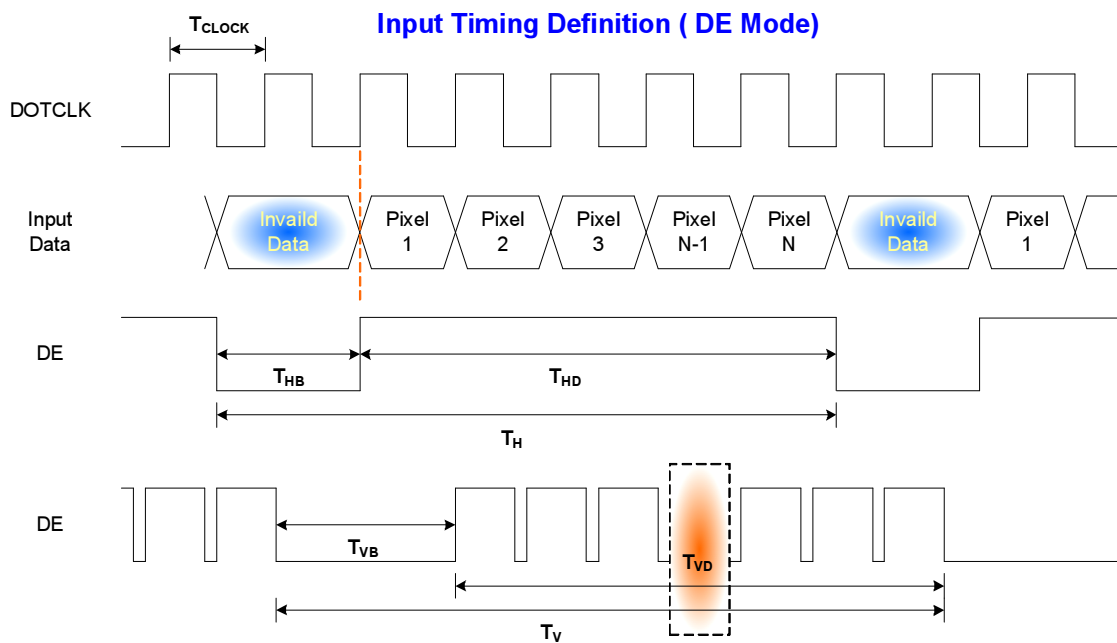 Input Timing Definition ( DE Mode)
TCLOCK
DOTCLK
Input
Data
Invaild
Data
Pixel
1
Pixel
2
Pixel
3
Pixel
N-1
Pixel
N
Invaild
Data
Pixel
1
DE
THB
THD
TH
DE
TVB
TVD
TV